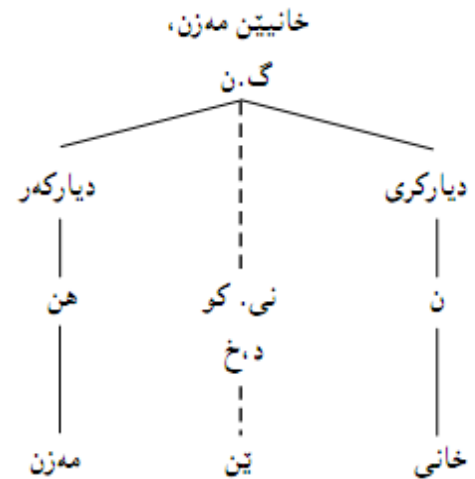 خانییێن مەزن،
گ.ن
دیارکری دیارکەر
ن نی. کو هن
د،خ
خانی ێن مەزن